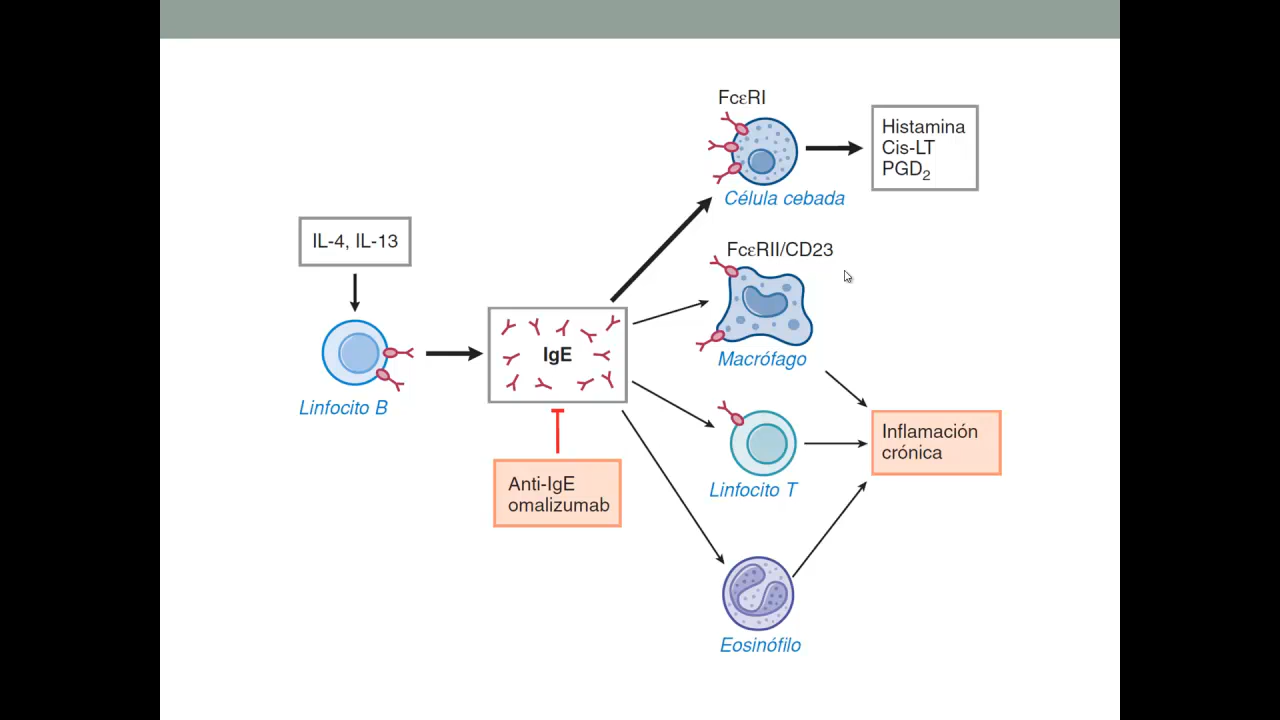 FcεRI
Histamina
Cis-LT
PGD₂
Célula cebada
IL-4, IL-13
FcεRII/CD23
IgE
Macrófago
Linfocito B
Inflamación
crónica
Anti-IgE
omalizumab
Linfocito T
Eosinófilo